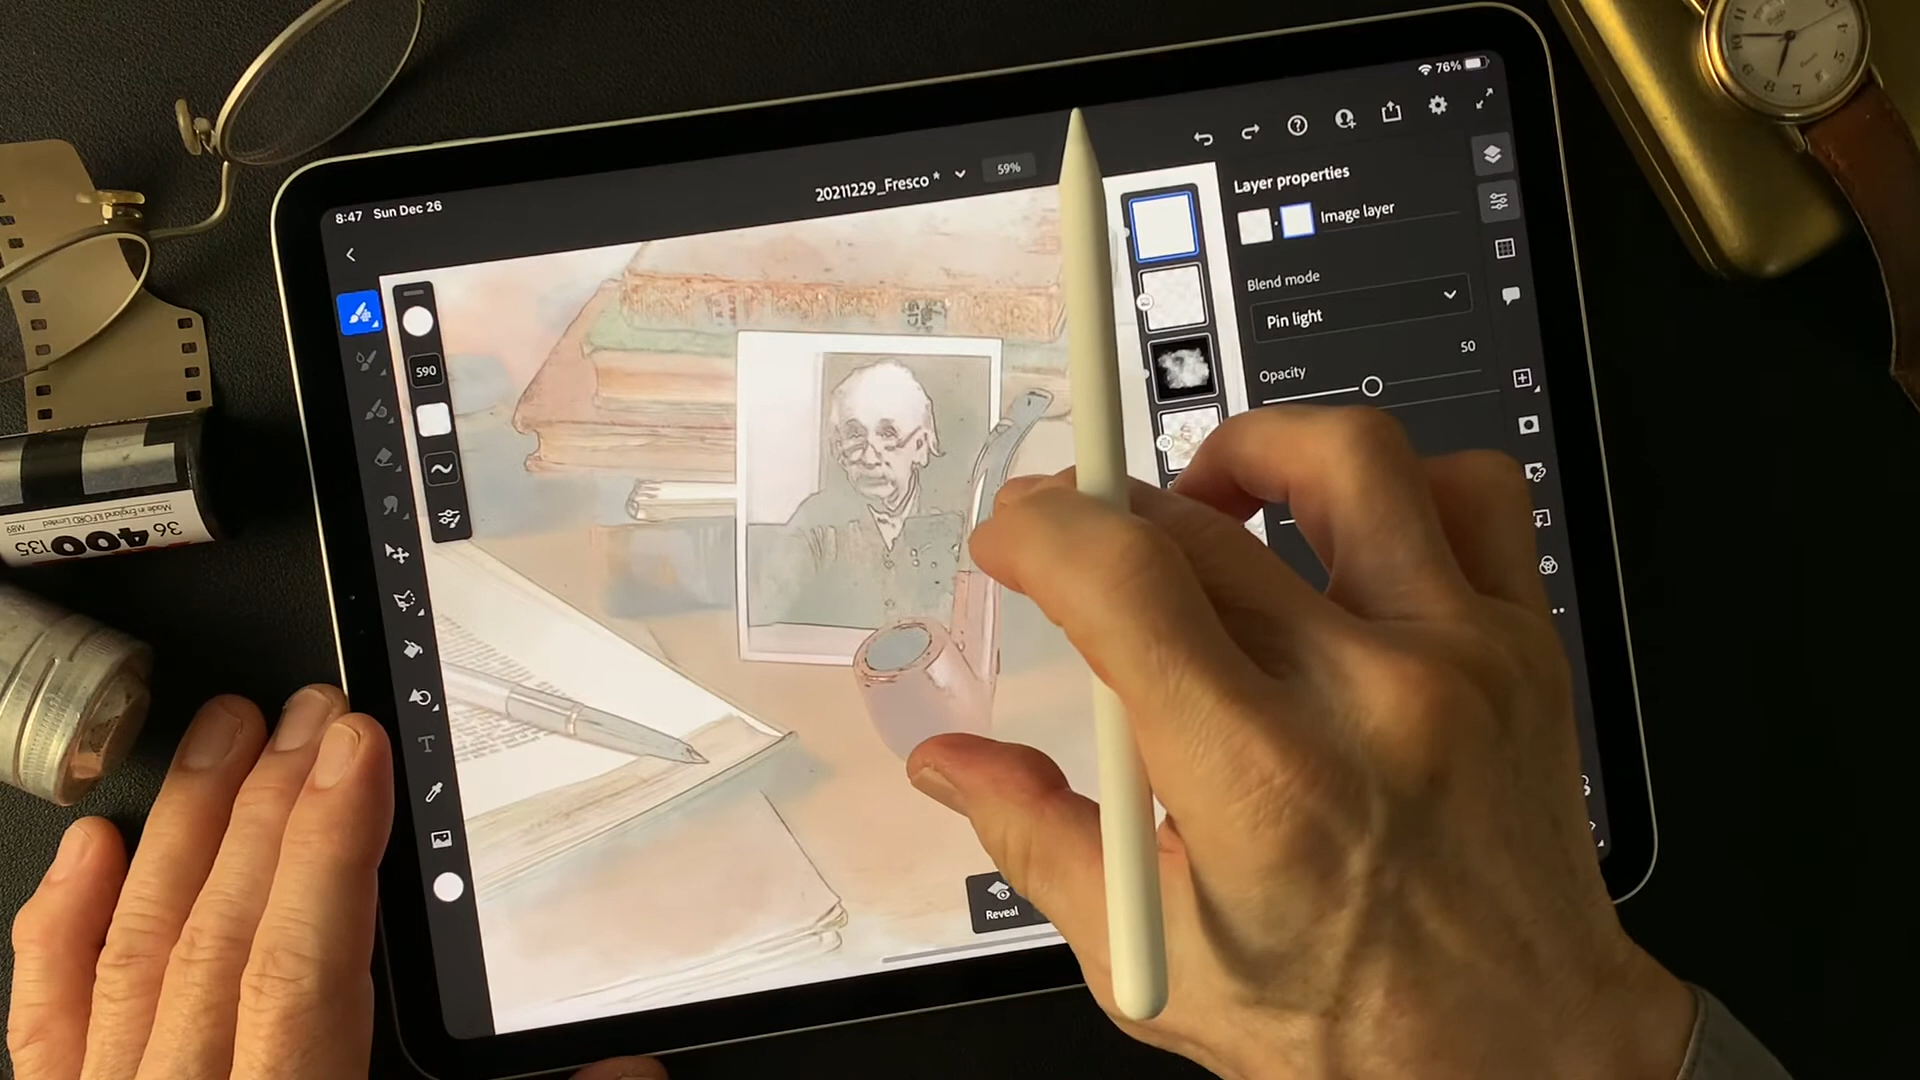 76%
8:47 Sun Dec 26
20211229_Fresco *
59%
Layer properties
Image layer
Blend mode
Pin light
Opacity
50
590
Reveal
Made in England ILFORD Limited
36
400
135